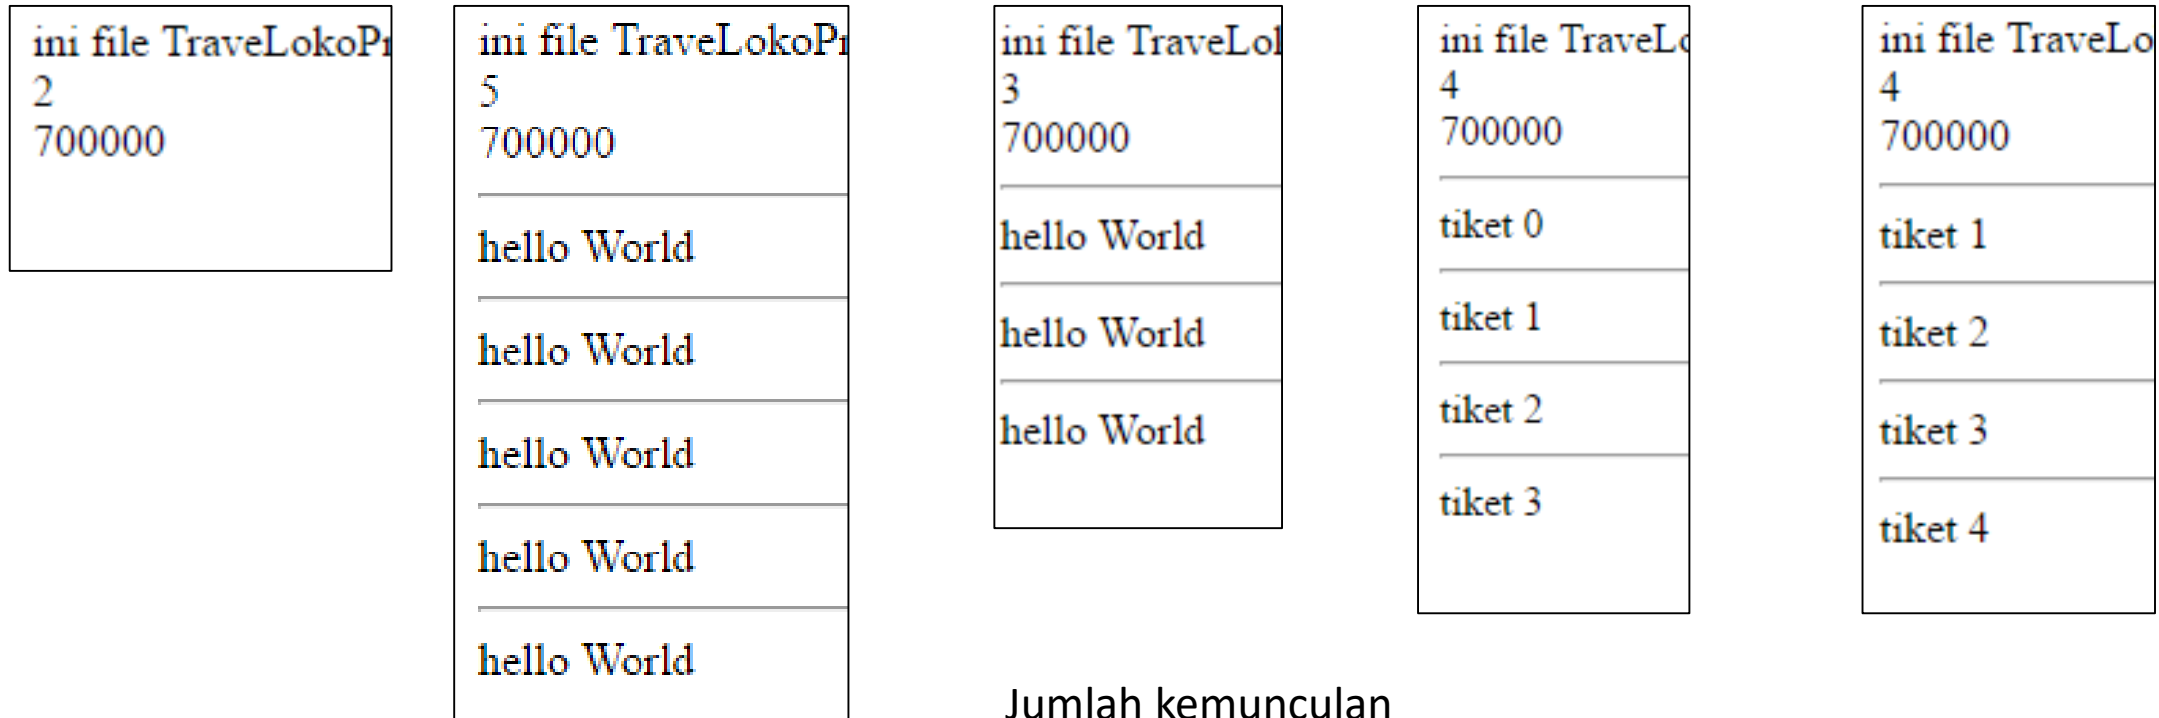 ini file TraveLokoPr
2
700000
ini file TraveLokoPr
5
700000
hello World
hello World
hello World
hello World
hello World
ini file TraveLol
3
700000
hello World
hello World
hello World
ini file TraveLo
4
700000
tiket 0
tiket 1
tiket 2
tiket 3
ini file TraveLo
4
700000
tiket 1
tiket 2
tiket 3
tiket 4
Jumlah kemunculan